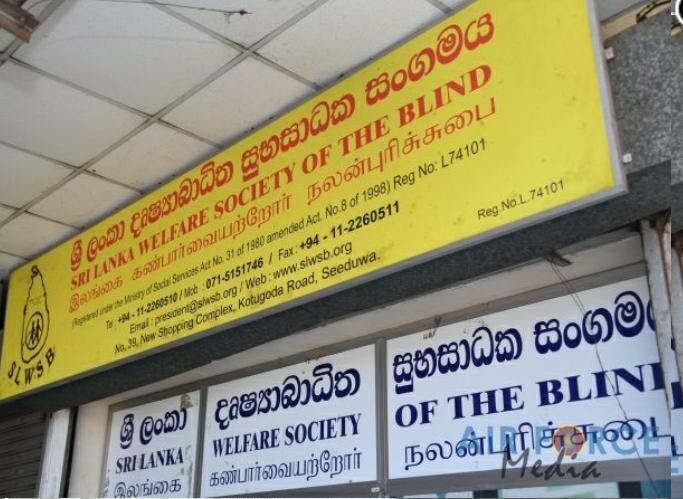 ශ්‍රී ලංකා දෘෂ්‍යාබාධිත සුභසාධක සංගමය
SRI LANKA WELFARE SOCIETY OF THE BLIND
இலங்கை கண்பார்வையற்றோர் நலன்புரிச்சுபை
(Registered under the Ministry of Social Services Act No. 31 of 1980 amended Act. No.8 of 1998) Reg No: L74101
Tel : +94 - 11-2260510 / Mob : 071-5151746 / Fax : +94 - 11-2260511
Email : president@slwsb.org / Web : www.slwsb.org
No, 39, New Shopping Complex, Kotugoda Road, Seeduwa.
Reg.No.L.74101
SLWSB
ශ්‍රී ලංකා
SRI LANKA
இலங்கை
දෘෂ්‍යාබාධිත
WELFARE SOCIETY
கண்பார்வையற்றோர்
සුභසාධක සංගමය
OF THE BLIND
நலன்புரிச்சுபை
AIR FORCE
Media